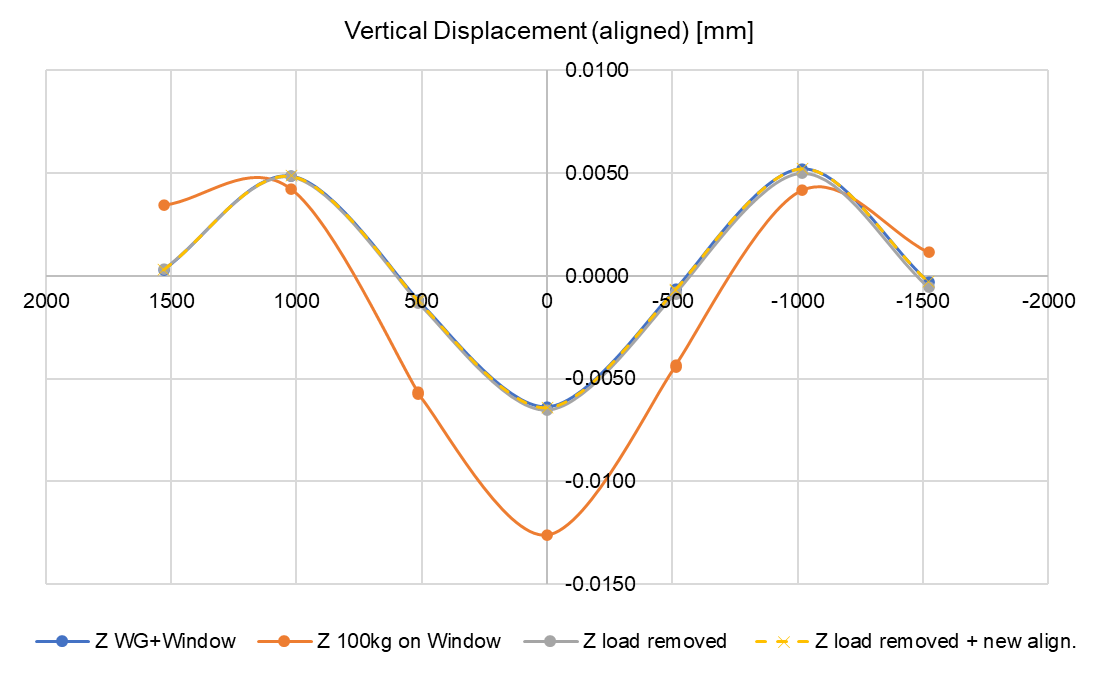 Vertical Displacement (aligned) [mm]
0.0100
0.0050
0.0000
2000 1500 1000 500 0 -500 -1000 -1500 -2000
-0.0050
-0.0100
-0.0150
Z WG+Window Z 100kg on Window Z load removed Z load removed + new align.